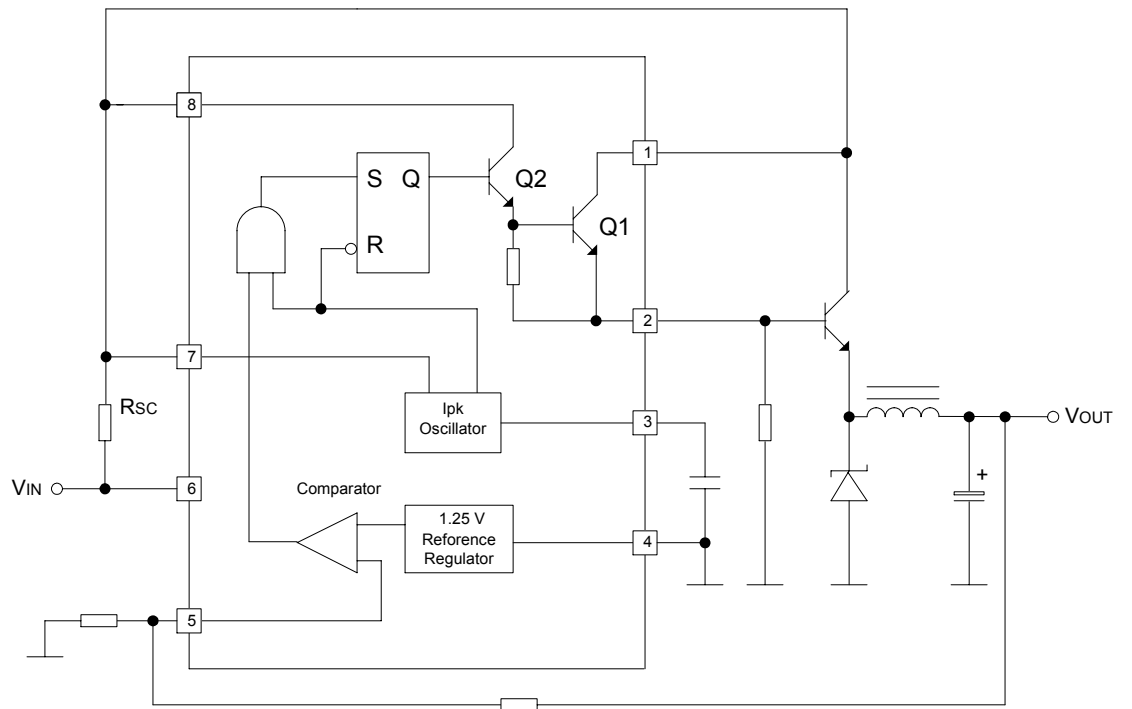 8
1
S Q
Q2
R
Q1
2
7
RSC
Ipk
Oscillator
3
VOUT
+
VIN
6
Comparator
1.25 V
Reforence
Regulator
4
5